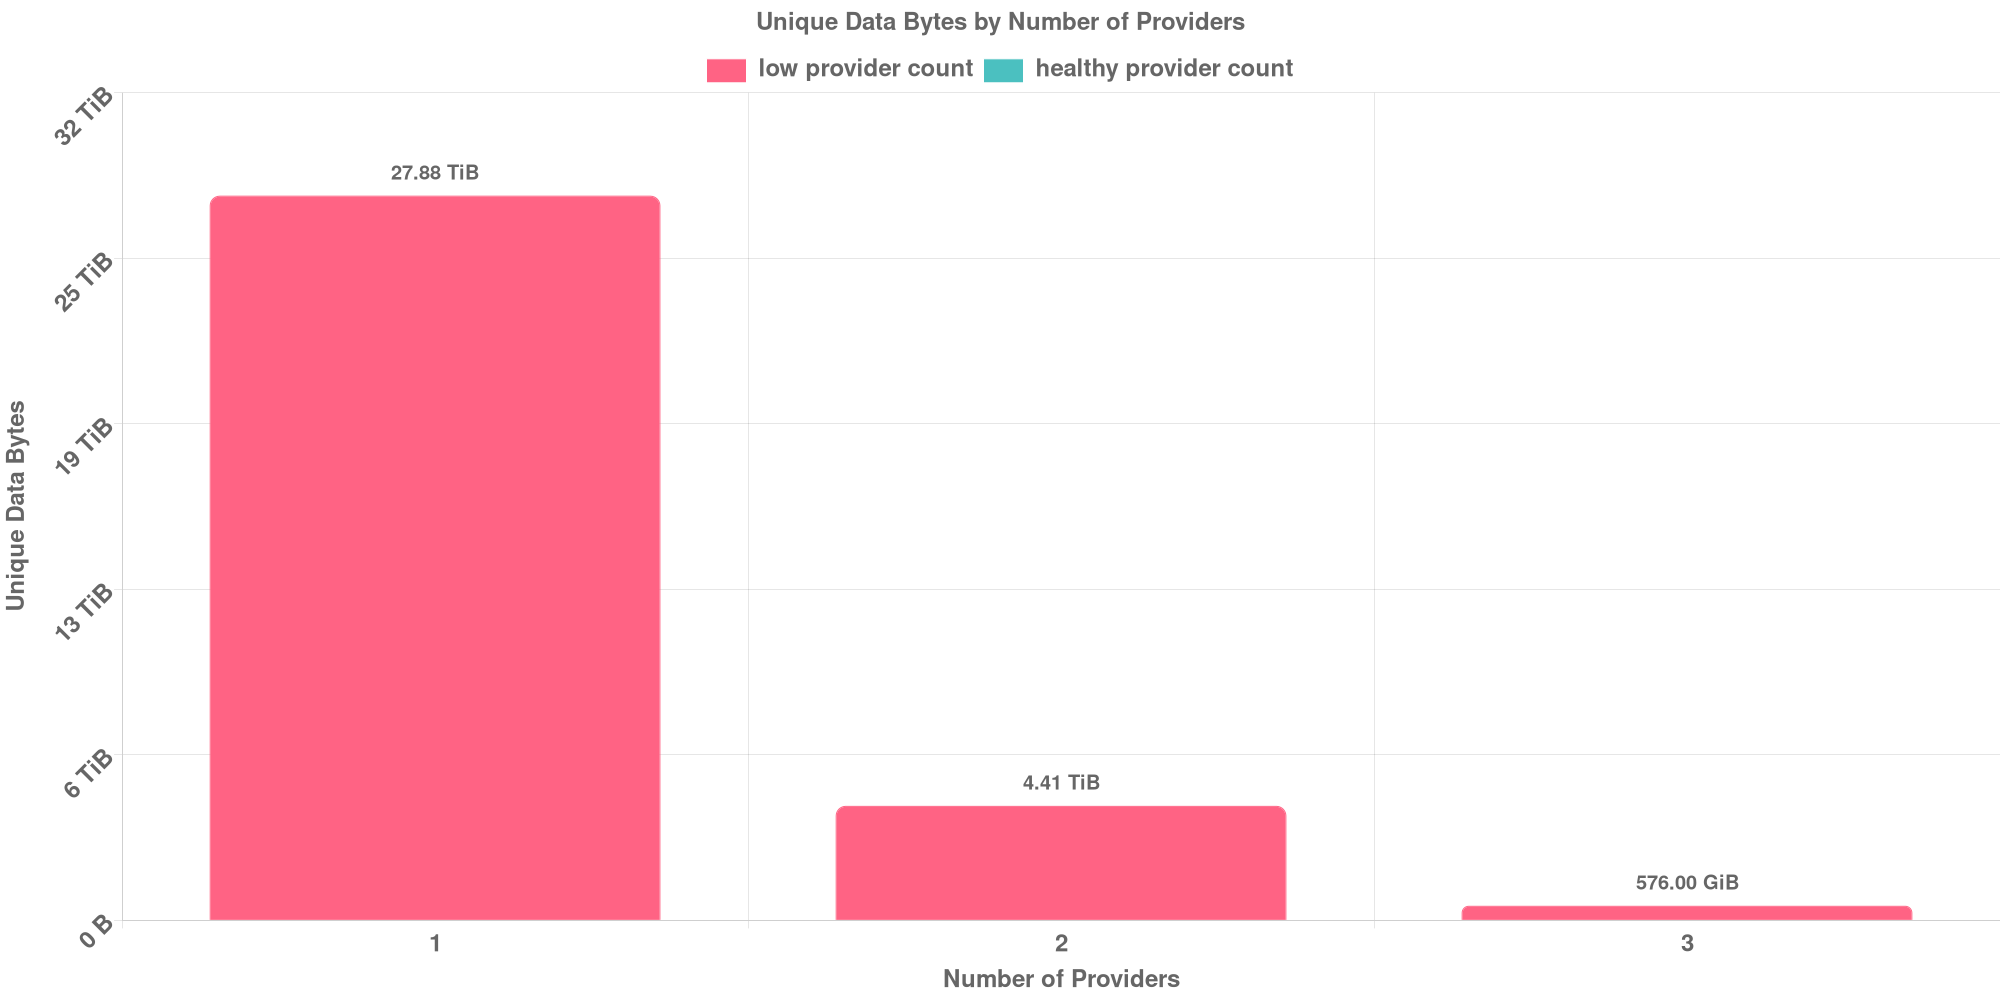 Unique Data Bytes by Number of Providers
low provider count healthy provider count
32 TiB
25 TiB
19 TiB
13 TiB
6 TiB
0 B
Unique Data Bytes
27.88 TiB
4.41 TiB
576.00 GiB
1 2 3
Number of Providers